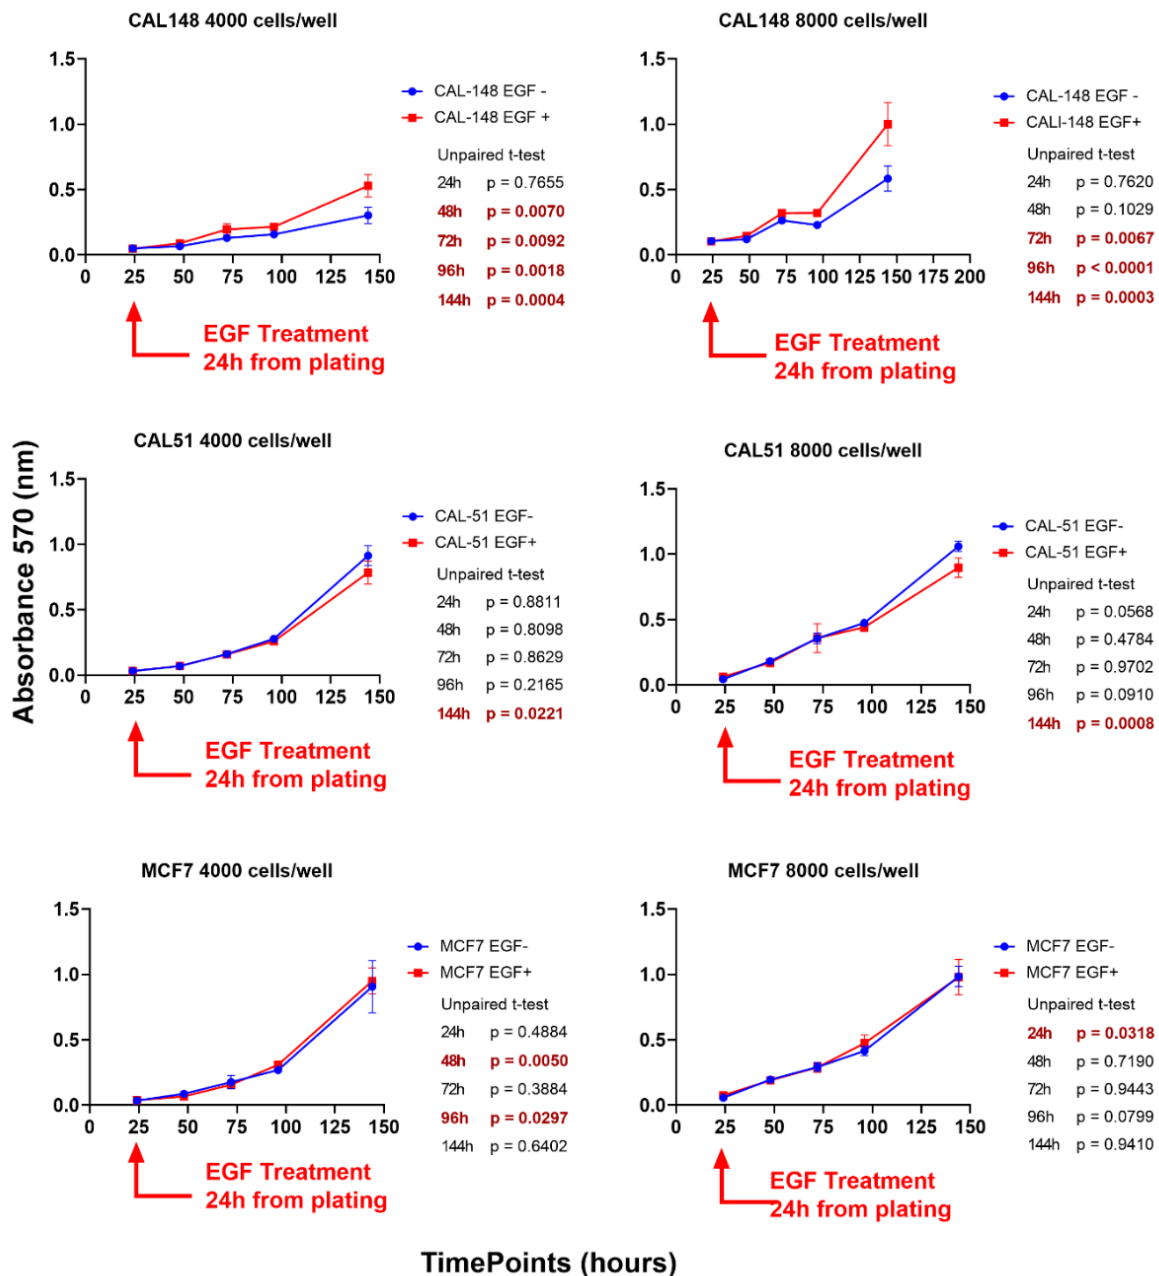 CAL148 4000 cells/well
1.5
1.0
0.5
0.0
0 25 50 75 100 125 150
CAL-148 EGF -
CAL-148 EGF +
Unpaired t-test
24h p = 0.7655
48h p = 0.0070
72h p = 0.0092
96h p = 0.0018
144h p = 0.0004
EGF Treatment
24h from plating
CAL148 8000 cells/well
1.5
1.0
0.5
0.0
0 25 50 75 100 125 150 175 200
CAL-148 EGF -
CALI-148 EGF+
Unpaired t-test
24h p = 0.7620
48h p = 0.1029
72h p = 0.0067
96h p < 0.0001
144h p = 0.0003
EGF Treatment
24h from plating
Absorbance 570 (nm)
CAL51 4000 cells/well
1.5
1.0
0.5
0.0
0 25 50 75 100 125 150
CAL-51 EGF-
CAL-51 EGF+
Unpaired t-test
24h p = 0.8811
48h p = 0.8098
72h p = 0.8629
96h p = 0.2165
144h p = 0.0221
EGF Treatment
24h from plating
CAL51 8000 cells/well
1.5
1.0
0.5
0.0
0 25 50 75 100 125 150
CAL-51 EGF-
CAL-51 EGF+
Unpaired t-test
24h p = 0.0568
48h p = 0.4784
72h p = 0.9702
96h p = 0.0910
144h p = 0.0008
EGF Treatment
24h from plating
MCF7 4000 cells/well
1.5
1.0
0.5
0.0
0 25 50 75 100 125 150
MCF7 EGF-
MCF7 EGF+
Unpaired t-test
24h p = 0.4884
48h p = 0.0050
72h p = 0.3884
96h p = 0.0297
144h p = 0.6402
EGF Treatment
24h from plating
MCF7 8000 cells/well
1.5
1.0
0.5
0.0
0 25 50 75 100 125 150
MCF7 EGF-
MCF7 EGF+
Unpaired t-test
24h p = 0.0318
48h p = 0.7190
72h p = 0.9443
96h p = 0.0799
144h p = 0.9410
EGF Treatment
24h from plating
TimePoints (hours)